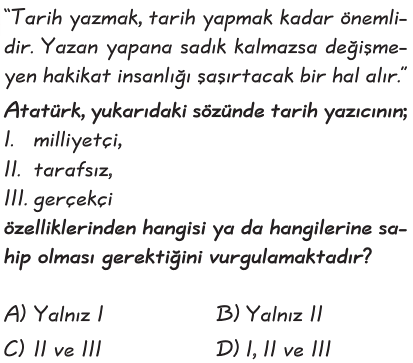 “Tarih yazmak, tarih yapmak kadar önemli-
dir. Yazan yapana sadık kalmazsa değişme-
yen hakikat insanlığı şaşırtacak bir hal alır.”
Atatürk, yukarıdaki sözünde tarih yazıcının;
I. milliyetçi,
II. tarafsız,
III. gerçekçi
özelliklerinden hangisi ya da hangilerine sa-
hip olması gerektiğini vurgulamaktadır?
A) Yalnız I B) Yalnız II
C) II ve III D) I, II ve III